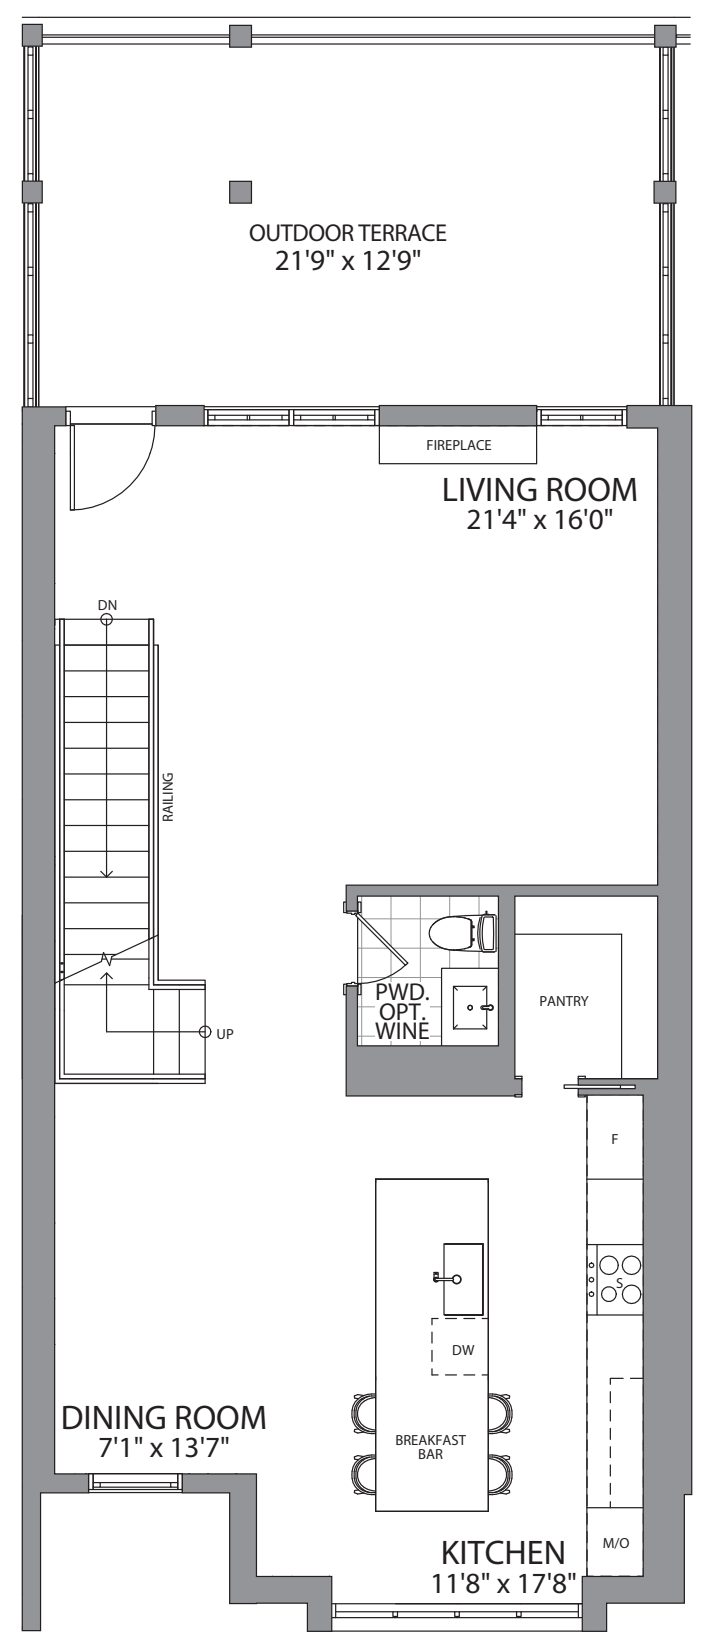 OUTDOOR TERRACE
21'9" x 12'9"
FIREPLACE
LIVING ROOM
21'4" x 16'0"
DN
RAILING
UP
PWD.
OPT.
WINE
PANTRY
F
S
DW
BREAKFAST
BAR
DINING ROOM
7'1" x 13'7"
M/O
KITCHEN
11'8" x 17'8"